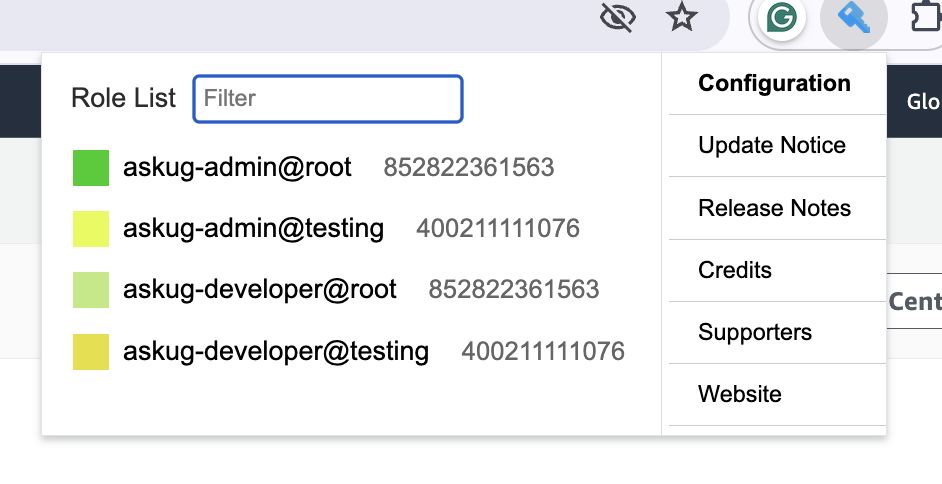 Role List Filter
askug-admin@root 852822361563
askug-admin@testing 400211111076
askug-developer@root 852822361563
askug-developer@testing 400211111076
Configuration
Update Notice
Release Notes
Credits
Supporters
Website
Glo
Cent